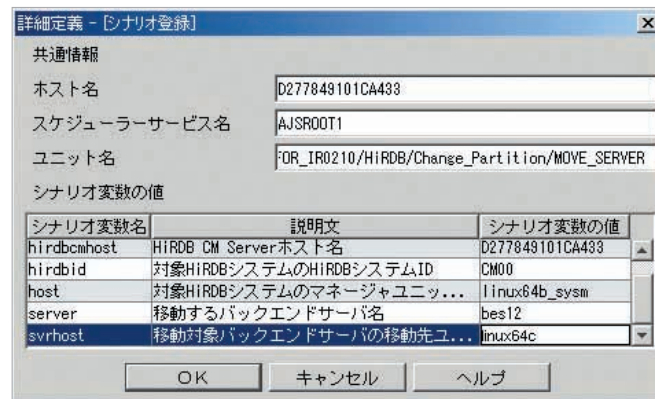 詳細定義 - [シナリオ登録]
共通情報
ホスト名 D277849101CA433
スケジューラーサービス名 AJSROOT1
ユニット名 FOR_IR0210/HiRDB/Change_Partition/MOVE_SERVER
シナリオ変数の値
シナリオ変数名 説明文 シナリオ変数の値
hirdbcmhost HiRDB CM Serverホスト名 D277849101CA433
hirdbid 対象HiRDBシステムのHiRDBシステムID CM00
host 対象HiRDBシステムのマネージャユニッ... linux64b_sysm
server 移動するバックエンドサーバ名 bes12
svrhost 移動対象バックエンドサーバの移動先ユ... linux64c
OK キャンセル ヘルプ